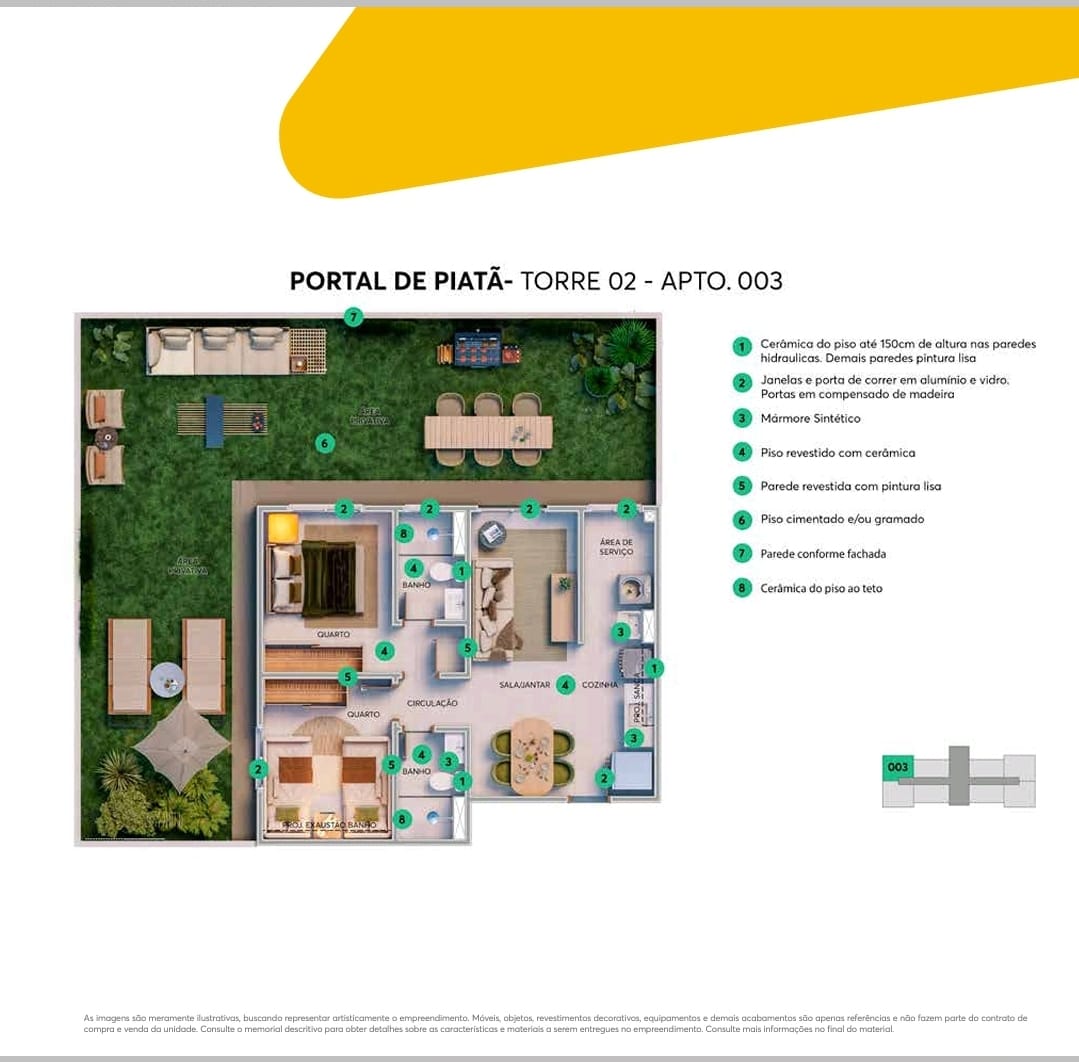 PORTAL DE PIATÃ- TORRE 02 - APTO. 003
7
1 Cerâmica do piso até 150cm de altura nas paredes
hidraulicas. Demais paredes pintura lisa
2 Janelas e porta de correr em alumínio e vidro.
Portas em compensado de madeira
3 Mármore Sintético
4 Piso revestido com cerâmica
5 Parede revestida com pintura lisa
6 Piso cimentado e/ou gramado
7 Parede conforme fachada
8 Cerâmica do piso ao teto
ÁREA
PRIVATIVA
6
2 2 2 2
8
ÁREA DE
SERVIÇO
ÁREA
PRIVATIVA
4 1
BANHO
QUARTO
3
4 5
1
5
SALA/JANTAR 4 COZINHA
PROJ. SANCA
CIRCULAÇÃO
QUARTO
3
4 3
2 5 BANHO 1 2
8
PROJ. EXAUSTÃO BANHO
003
As imagens são meramente ilustrativas, buscando representar artisticamente o empreendimento. Móveis, objetos, revestimentos decorativos, equipamentos e demais acabamentos são apenas referências e não fazem parte do contrato de
compra e venda da unidade. Consulte o memorial descritivo para obter detalhes sobre as características e materiais a serem entregues no empreendimento. Consulte mais informações no final do material.